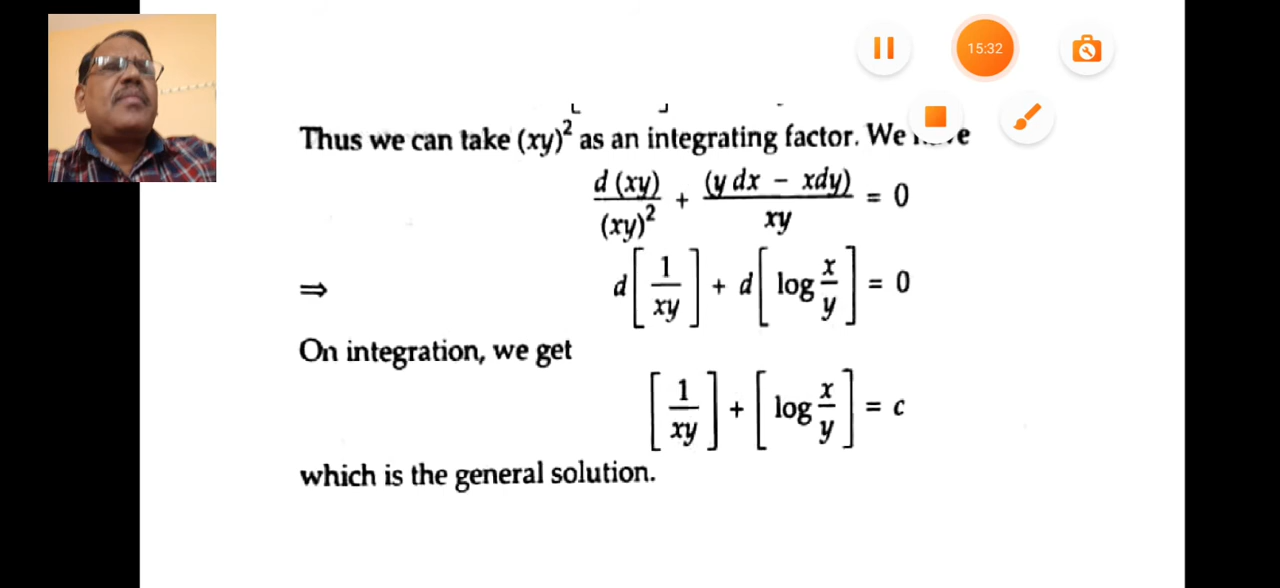 15:32
Thus we can take (xy)² as an integrating factor. We
d (xy)/(xy)² + (y dx − xdy)/xy = 0
⇒ d[1/xy] + d[log x/y] = 0
On integration, we get
[1/xy] + [log x/y] = c
which is the general solution.